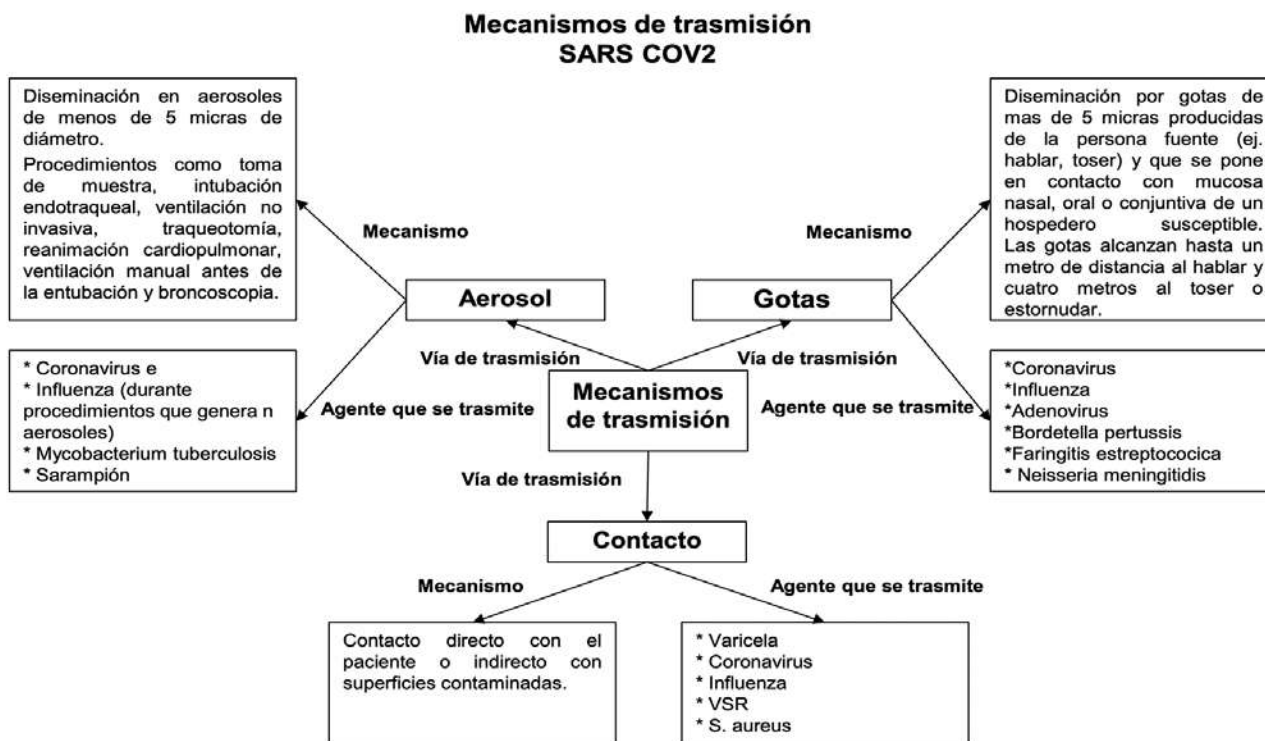 Mecanismos de trasmisión
SARS COV2
Diseminación en aerosoles
de menos de 5 micras de
diámetro.
Procedimientos como toma
de muestra, intubación
endotraqueal, ventilación no
invasiva, traqueotomía,
reanimación cardiopulmonar,
ventilación manual antes de
la entubación y broncoscopia.
Diseminación por gotas de
mas de 5 micras producidas
de la persona fuente (ej.
hablar, toser) y que se pone
en contacto con mucosa
nasal, oral o conjuntiva de un
hospedero susceptible.
Las gotas alcanzan hasta un
metro de distancia al hablar y
cuatro metros al toser o
estornudar.
Mecanismo
Mecanismo
Aerosol
Gotas
Vía de trasmisión
Vía de trasmisión
* Coronavirus e
* Influenza (durante
procedimientos que genera n
aerosoles)
* Mycobacterium tuberculosis
* Sarampión
Agente que se trasmite
Mecanismos
de trasmisión
Agente que se trasmite
*Coronavirus
*Influenza
*Adenovirus
*Bordetella pertussis
*Faringitis estreptococica
* Neisseria meningitidis
Vía de trasmisión
Contacto
Mecanismo
Agente que se trasmite
Contacto directo con el
paciente o indirecto con
superficies contaminadas.
* Varicela
* Coronavirus
* Influenza
* VSR
* S. aureus